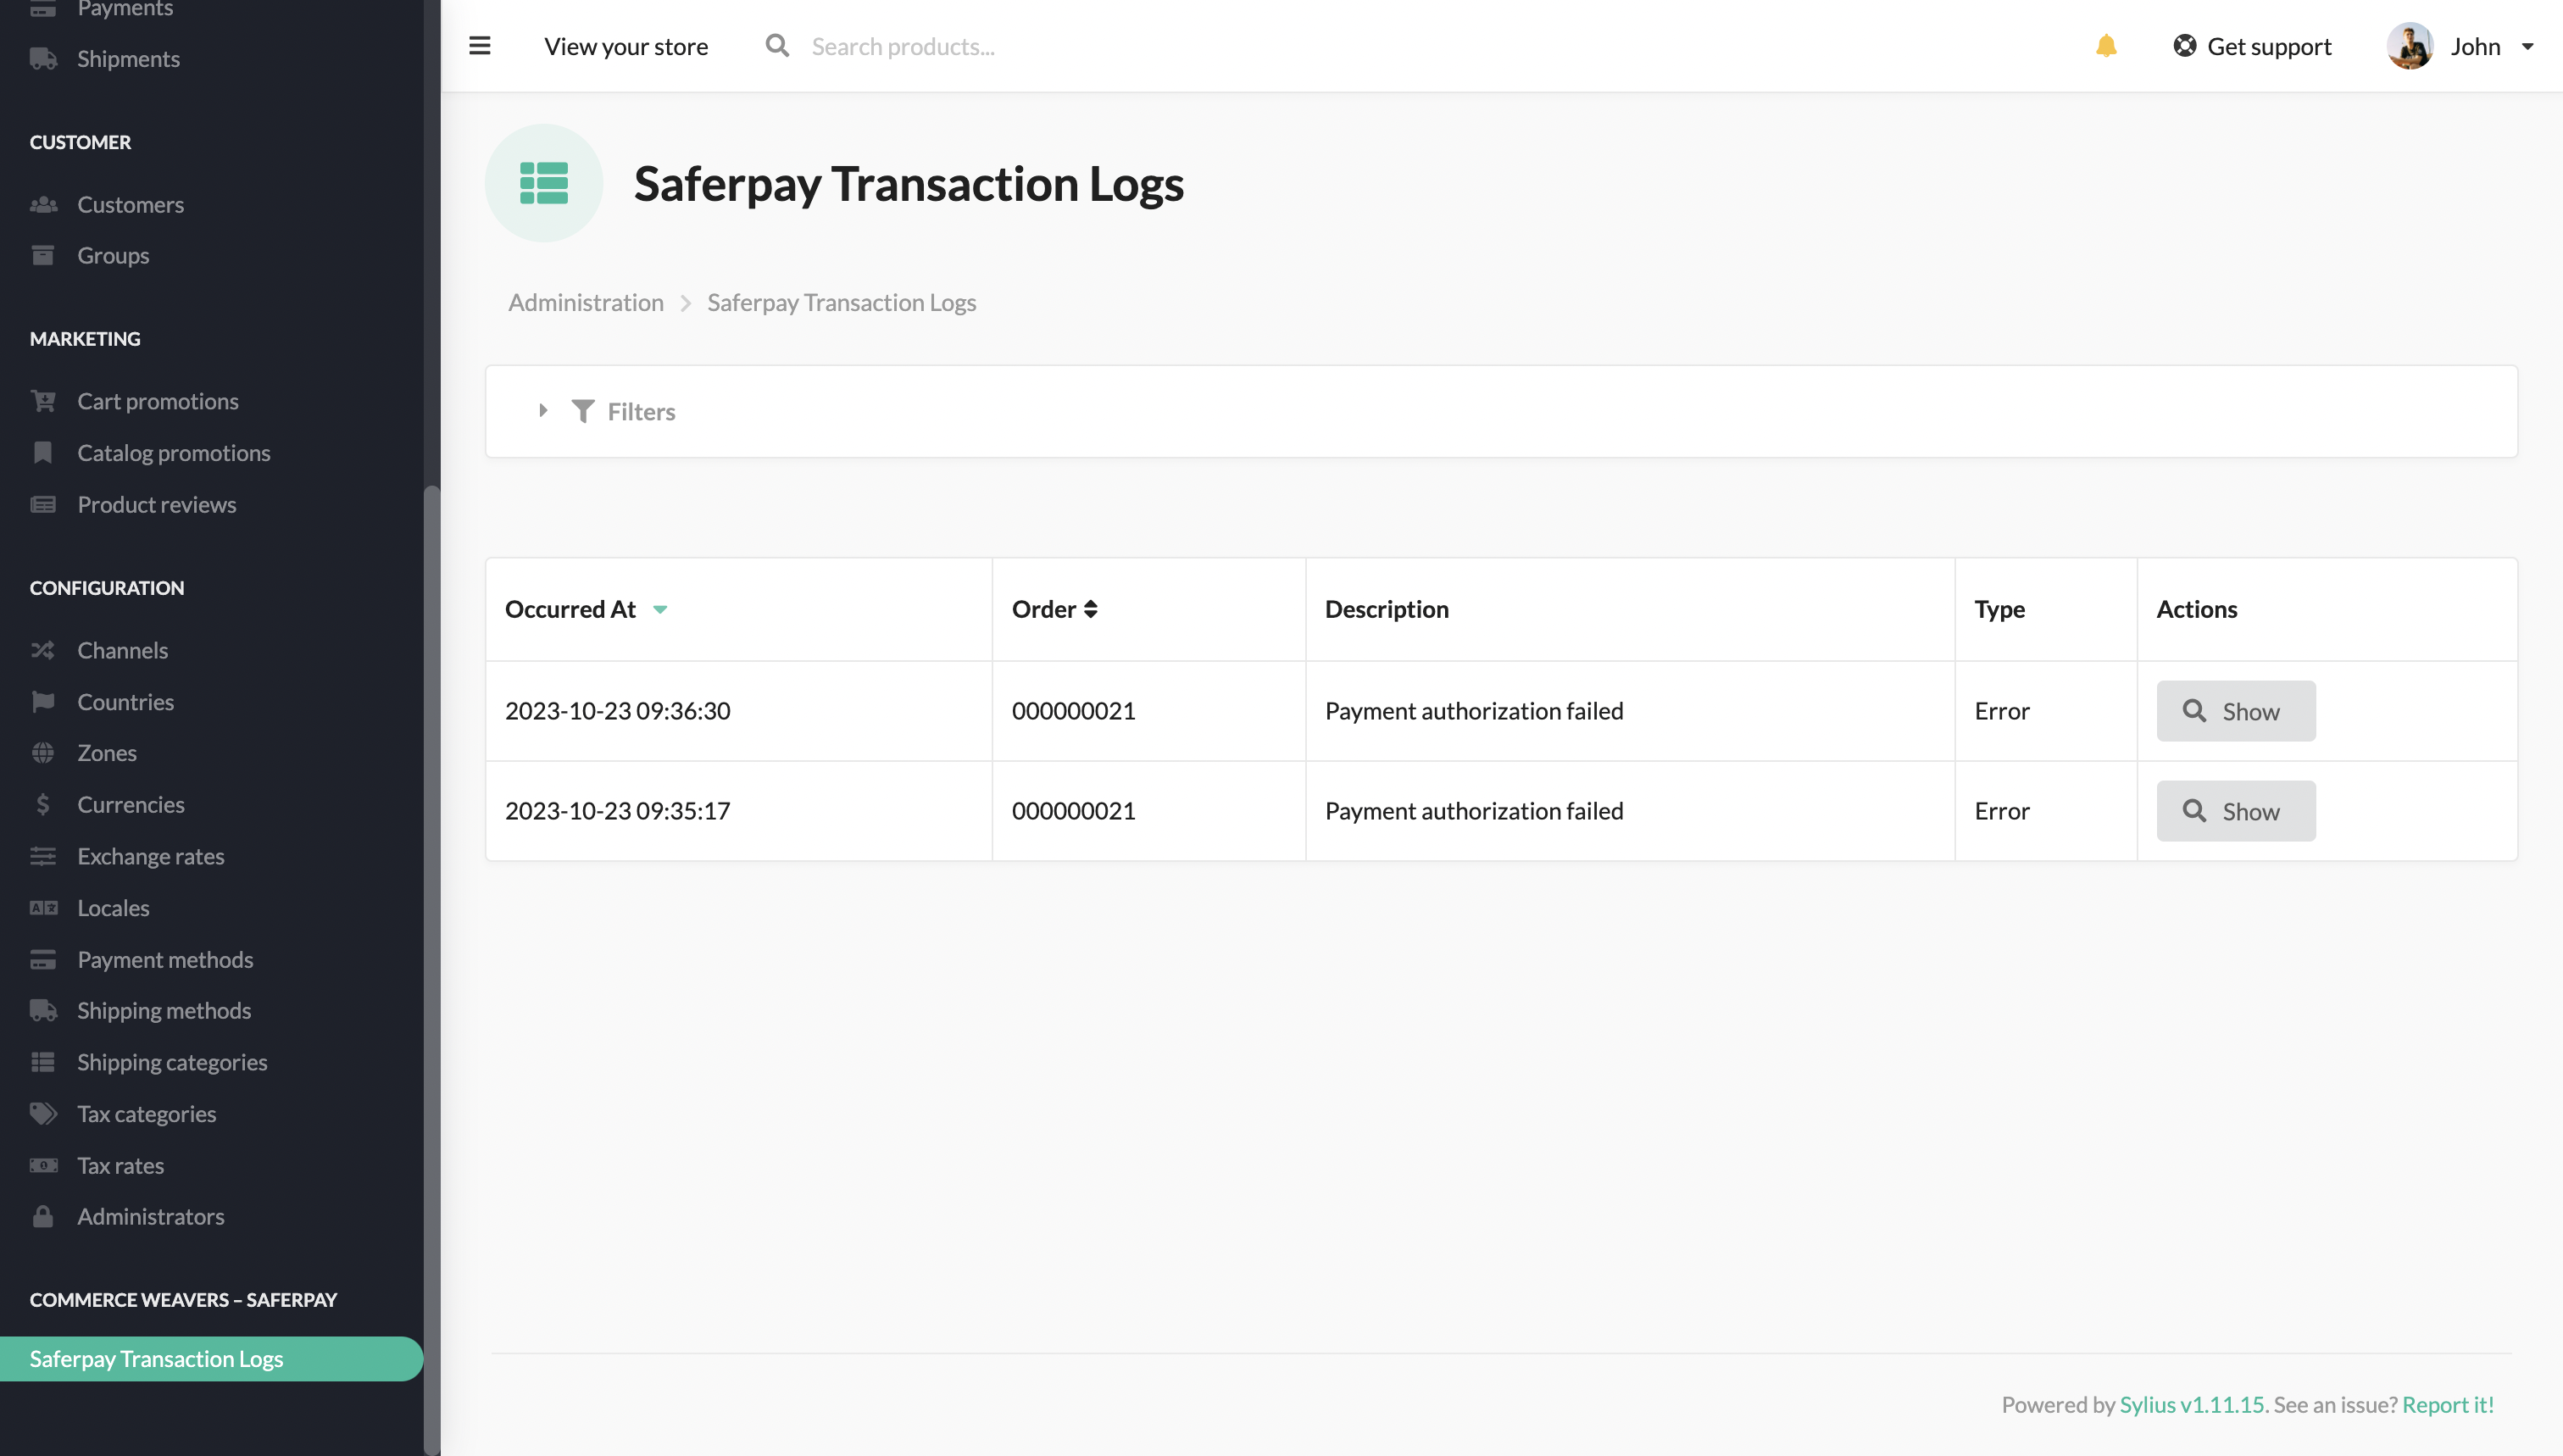 Payments
Shipments
CUSTOMER
Customers
Groups
MARKETING
Cart promotions
Catalog promotions
Product reviews
CONFIGURATION
Channels
Countries
Zones
Currencies
Exchange rates
Locales
Payment methods
Shipping methods
Shipping categories
Tax categories
Tax rates
Administrators
COMMERCE WEAVERS – SAFERPAY
Saferpay Transaction Logs
View your store Search products... Get support John
Saferpay Transaction Logs
Administration Saferpay Transaction Logs
Filters
Occurred At Order Description Type Actions
2023-10-23 09:36:30 000000021 Payment authorization failed Error Show
2023-10-23 09:35:17 000000021 Payment authorization failed Error Show
Powered by Sylius v1.11.15. See an issue? Report it!